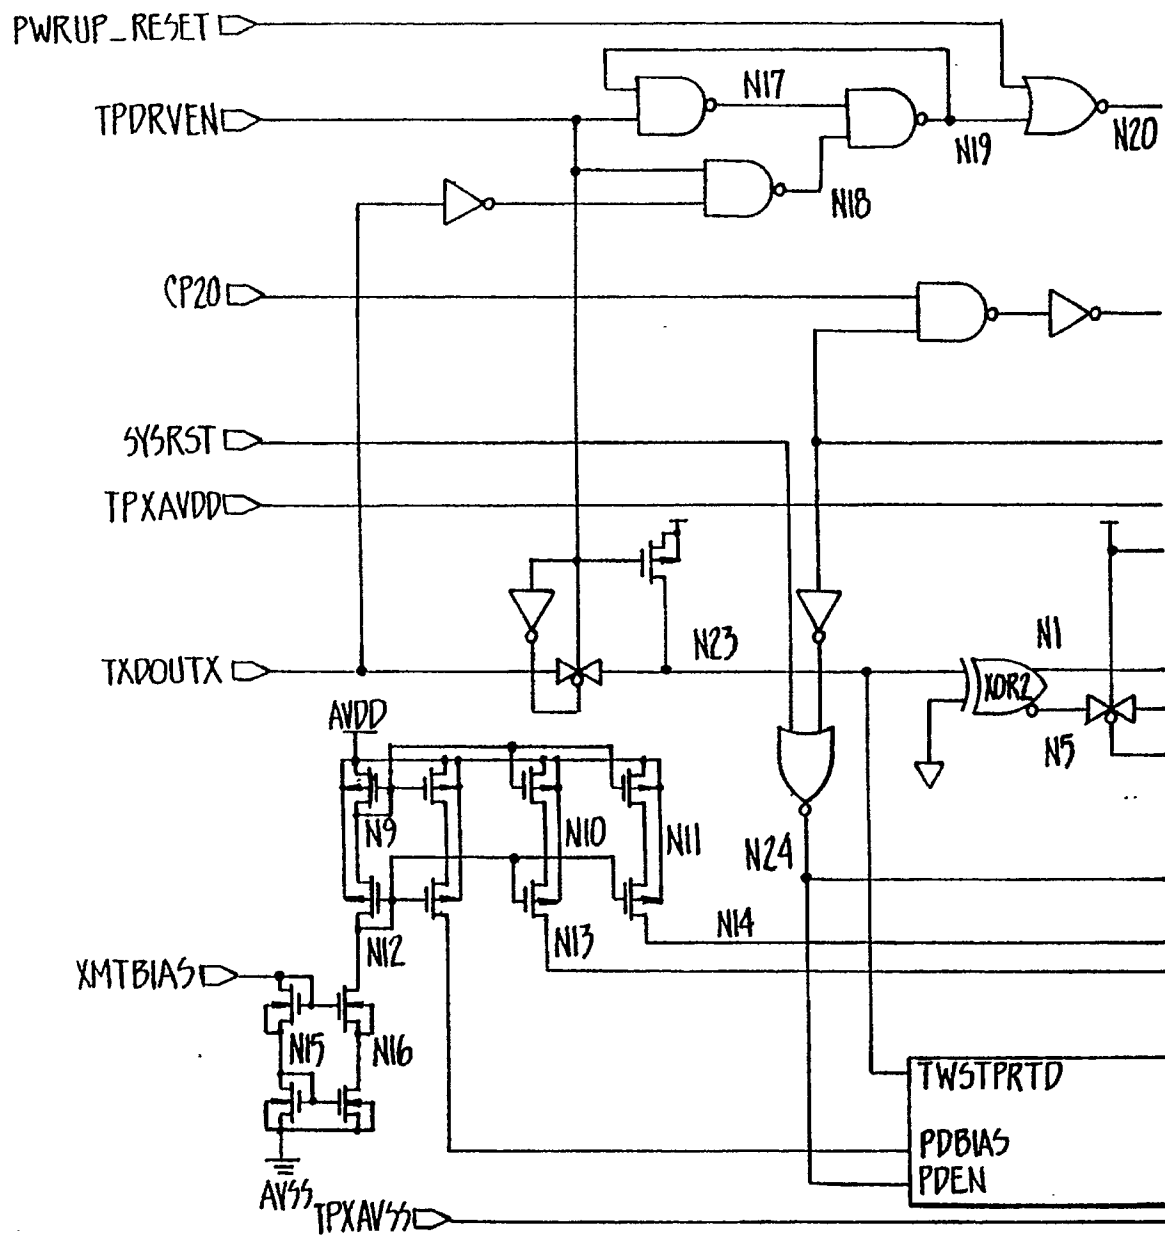 PWRUP_RESET
TPDRVEN
N17
N19
N20
N18
CP20
SYSRST
TPXAVDD
TXDOUTX
N23
N1
XOR2
N5
AVDD
N9
N10
N11
N24
N12
N13
N14
XMTBIAS
N15
N16
TWSTPRTD
PDBIAS
PDEN
AVSS
TPXAVSS